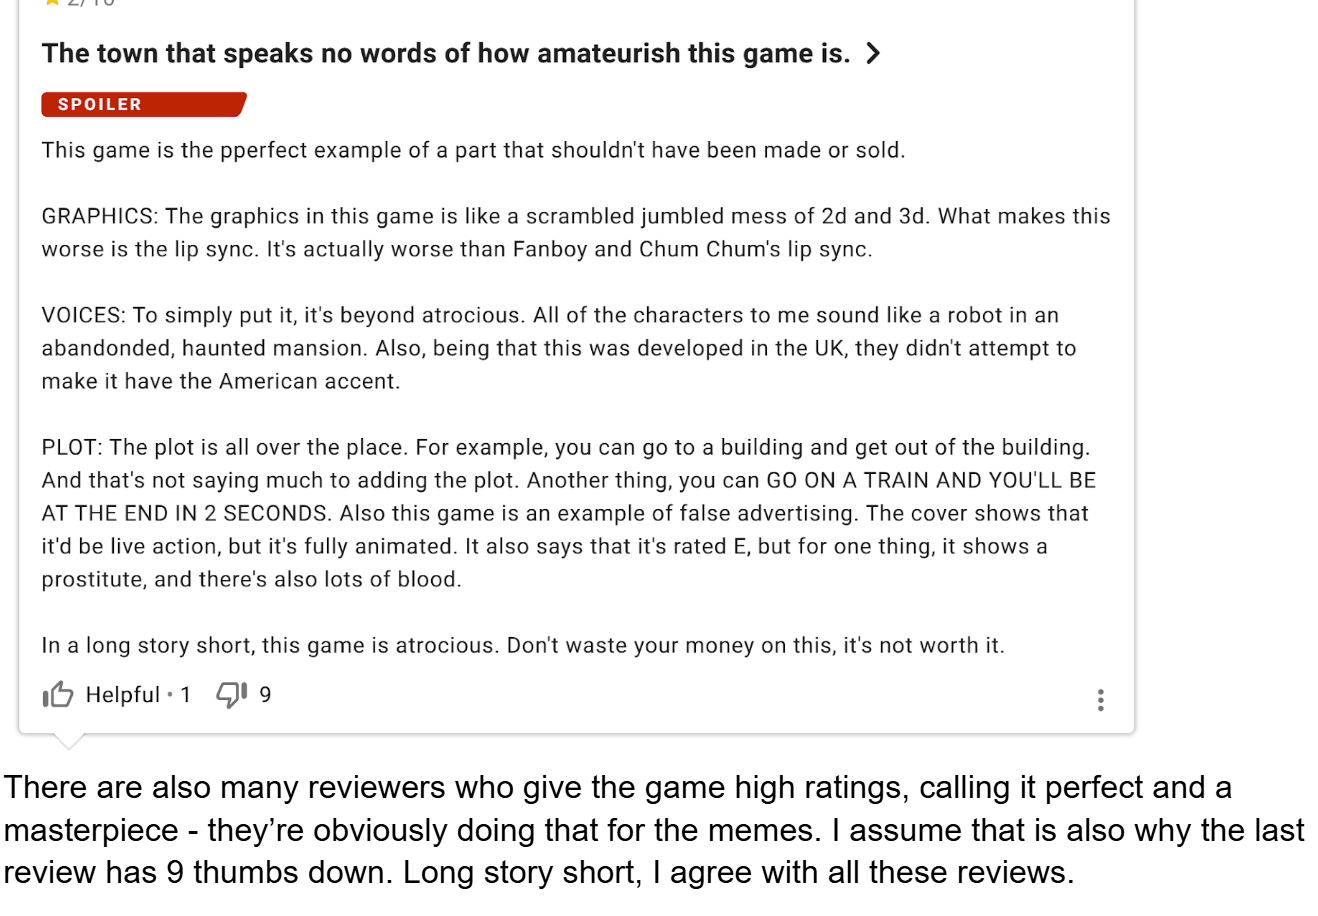 2/10
The town that speaks no words of how amateurish this game is.
SPOILER
This game is the pperfect example of a part that shouldn't have been made or sold.
GRAPHICS: The graphics in this game is like a scrambled jumbled mess of 2d and 3d. What makes this
worse is the lip sync. It's actually worse than Fanboy and Chum Chum's lip sync.
VOICES: To simply put it, it's beyond atrocious. All of the characters to me sound like a robot in an
abandonded, haunted mansion. Also, being that this was developed in the UK, they didn't attempt to
make it have the American accent.
PLOT: The plot is all over the place. For example, you can go to a building and get out of the building.
And that's not saying much to adding the plot. Another thing, you can GO ON A TRAIN AND YOU'LL BE
AT THE END IN 2 SECONDS. Also this game is an example of false advertising. The cover shows that
it'd be live action, but it's fully animated. It also says that it's rated E, but for one thing, it shows a
prostitute, and there's also lots of blood.
In a long story short, this game is atrocious. Don't waste your money on this, it's not worth it.
Helpful • 1 9
There are also many reviewers who give the game high ratings, calling it perfect and a
masterpiece - they’re obviously doing that for the memes. I assume that is also why the last
review has 9 thumbs down. Long story short, I agree with all these reviews.